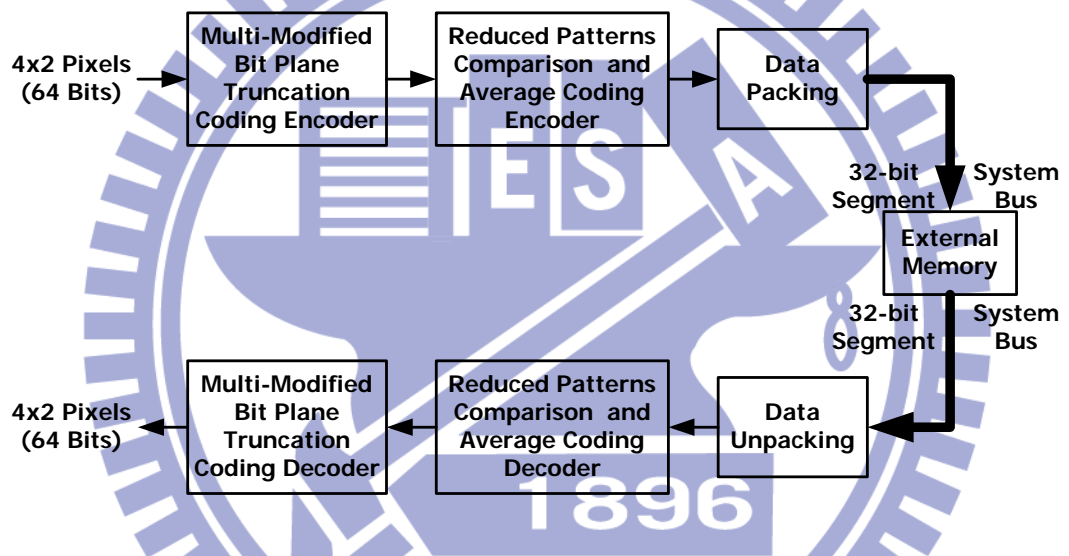 4x2 Pixels
(64 Bits)
Multi-Modified
Bit Plane
Truncation
Coding Encoder
Reduced Patterns
Comparison and
Average Coding
Encoder
Data
Packing
32-bit
Segment
System
Bus
External
Memory
32-bit
Segment
System
Bus
4x2 Pixels
(64 Bits)
Multi-Modified
Bit Plane
Truncation
Coding Decoder
Reduced Patterns
Comparison and
Average Coding
Decoder
Data
Unpacking
E S A
8
1896